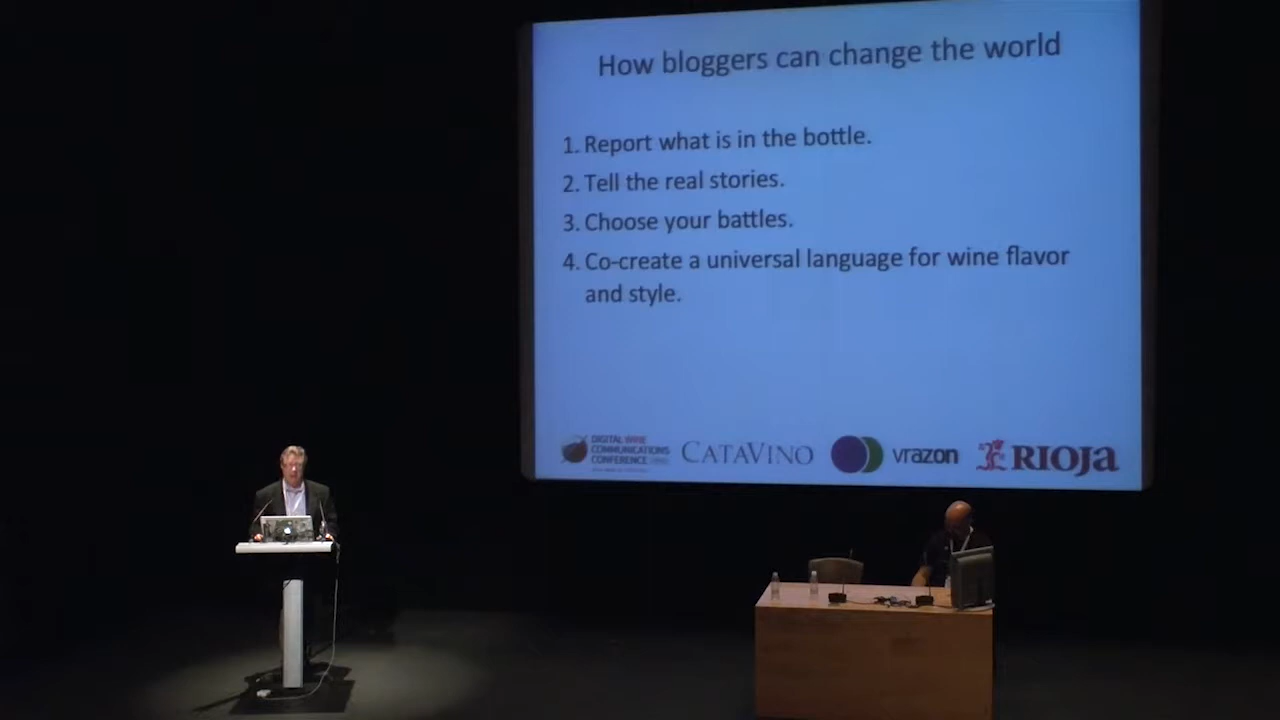 How bloggers can change the world
1. Report what is in the bottle.
2. Tell the real stories.
3. Choose your battles.
4. Co-create a universal language for wine flavor
and style.
DIGITAL WINE
COMMUNICATIONS
CONFERENCE
CATAVINO
vrazon
RIOJA